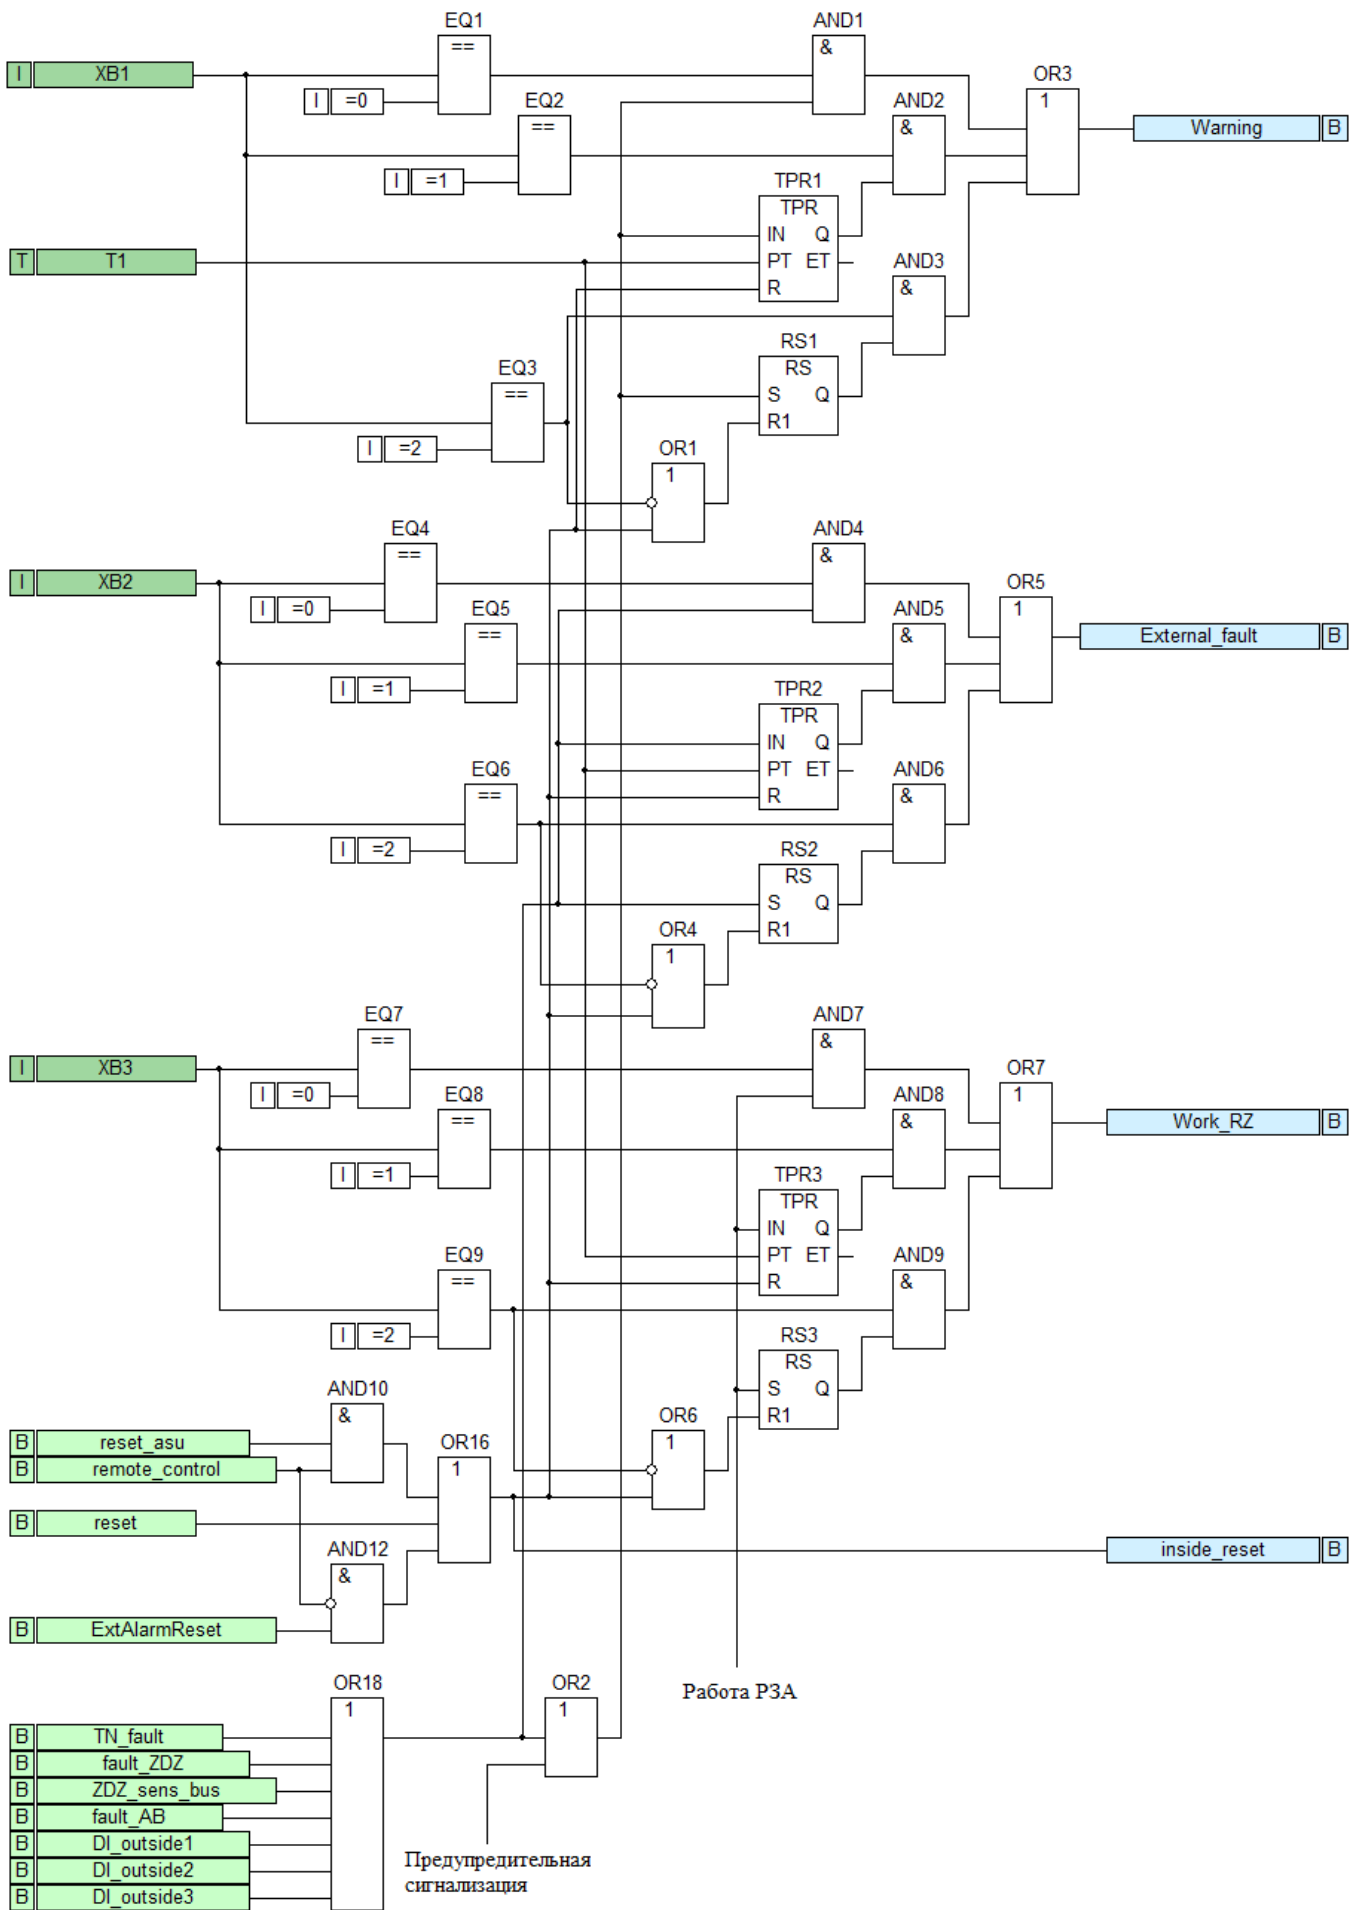 EQ1
AND1
==
&
I XB1
OR3
I =0
EQ2
AND2
1
==
&
Warning B
I =1
TPR1
TPR
IN Q
T T1
PT ET
AND3
R
&
RS1
RS
EQ3
S Q
==
R1
I =2
OR1
1
EQ4
AND4
==
&
I XB2
OR5
I =0
EQ5
AND5
1
==
&
External_fault B
I =1
TPR2
TPR
IN Q
EQ6
PT ET
AND6
==
R
&
I =2
RS2
RS
S Q
OR4
R1
1
EQ7
AND7
==
&
I XB3
OR7
I =0
EQ8
AND8
1
==
&
Work_RZ B
I =1
TPR3
TPR
IN Q
EQ9
PT ET
AND9
==
R
&
I =2
RS3
RS
AND10
S Q
&
OR6
R1
B reset_asu
OR16
1
B remote_control
1
B reset
AND12
inside_reset B
&
B ExtAlarmReset
OR18
OR2
Работа РЗА
1
1
B TN_fault
B fault_ZDZ
B ZDZ_sens_bus
B fault_AB
B DI_outside1
Предупредительная
сигнализация
B DI_outside2
B DI_outside3